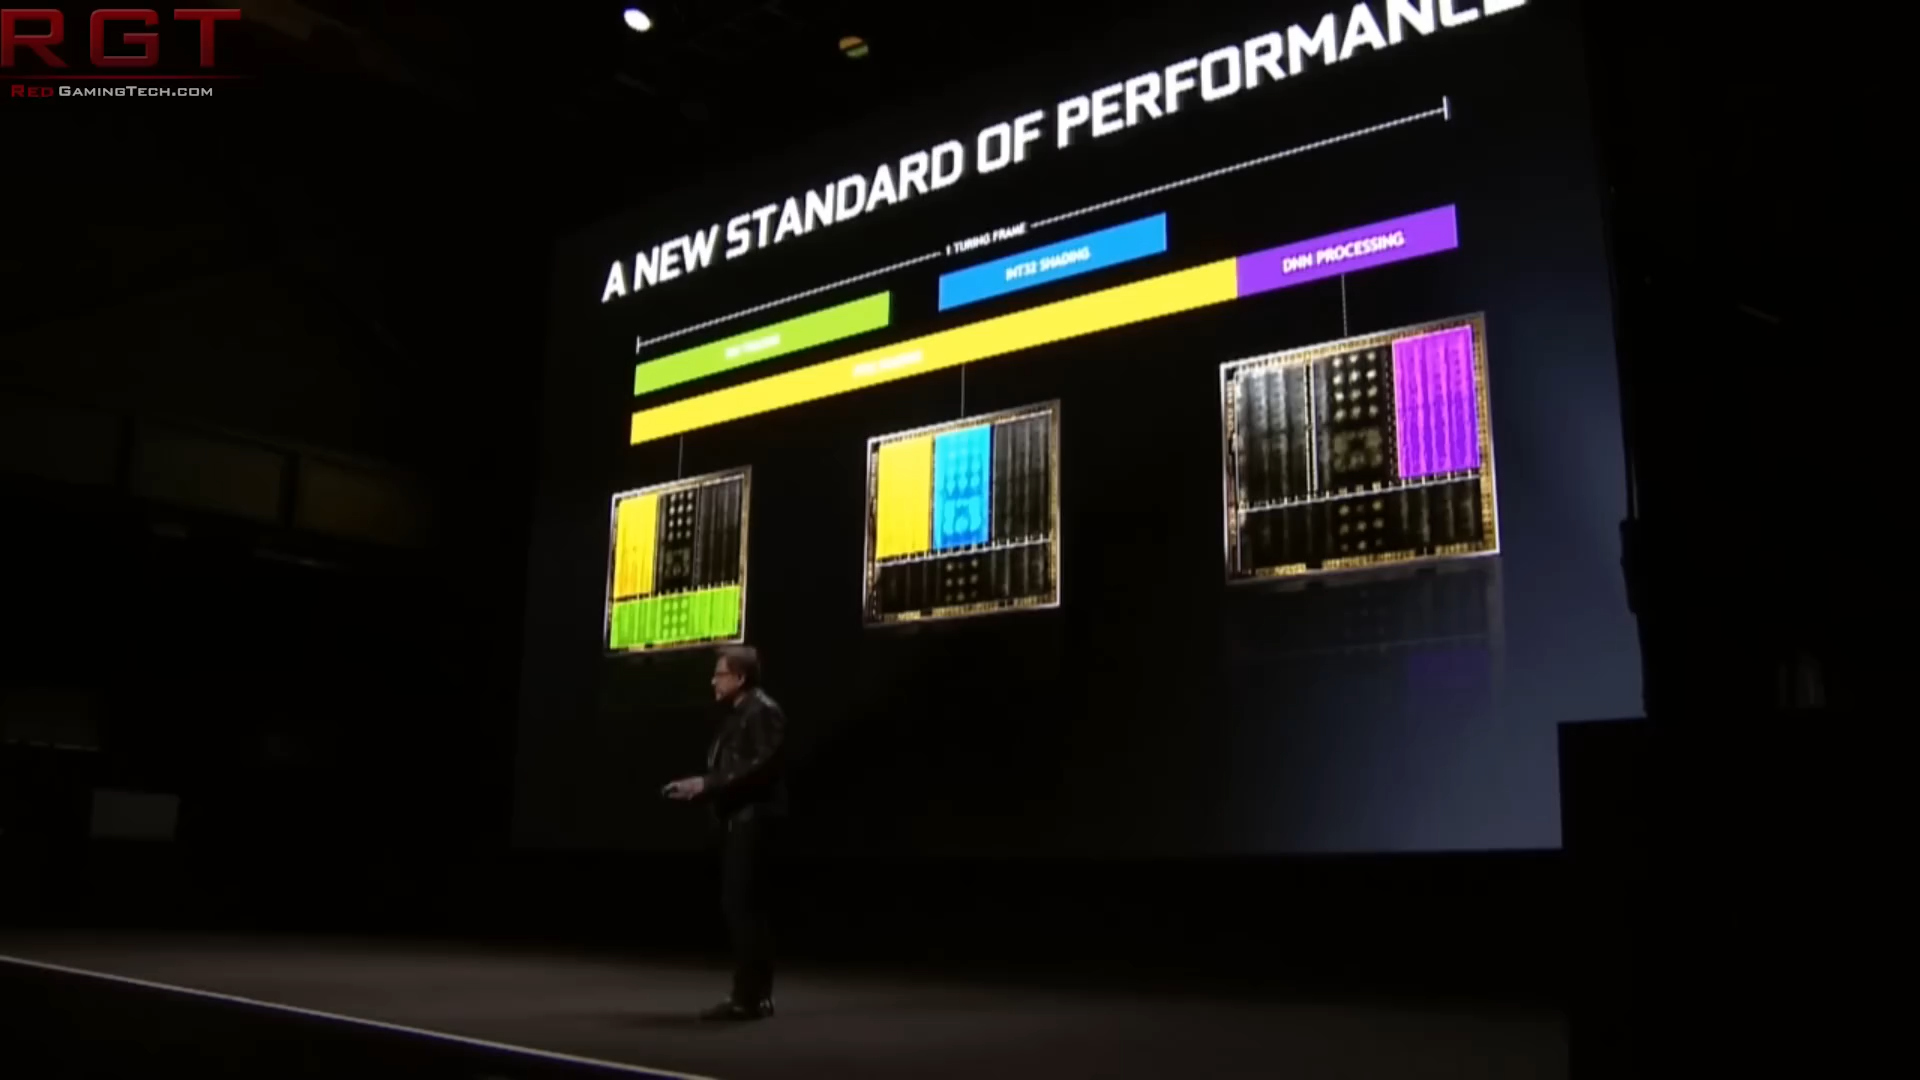 RGT
RED GAMINGTECH.COM
A NEW STANDARD OF PERFORMANCE
1 TURING FRAME
INT32 SHADING
DNN PROCESSING